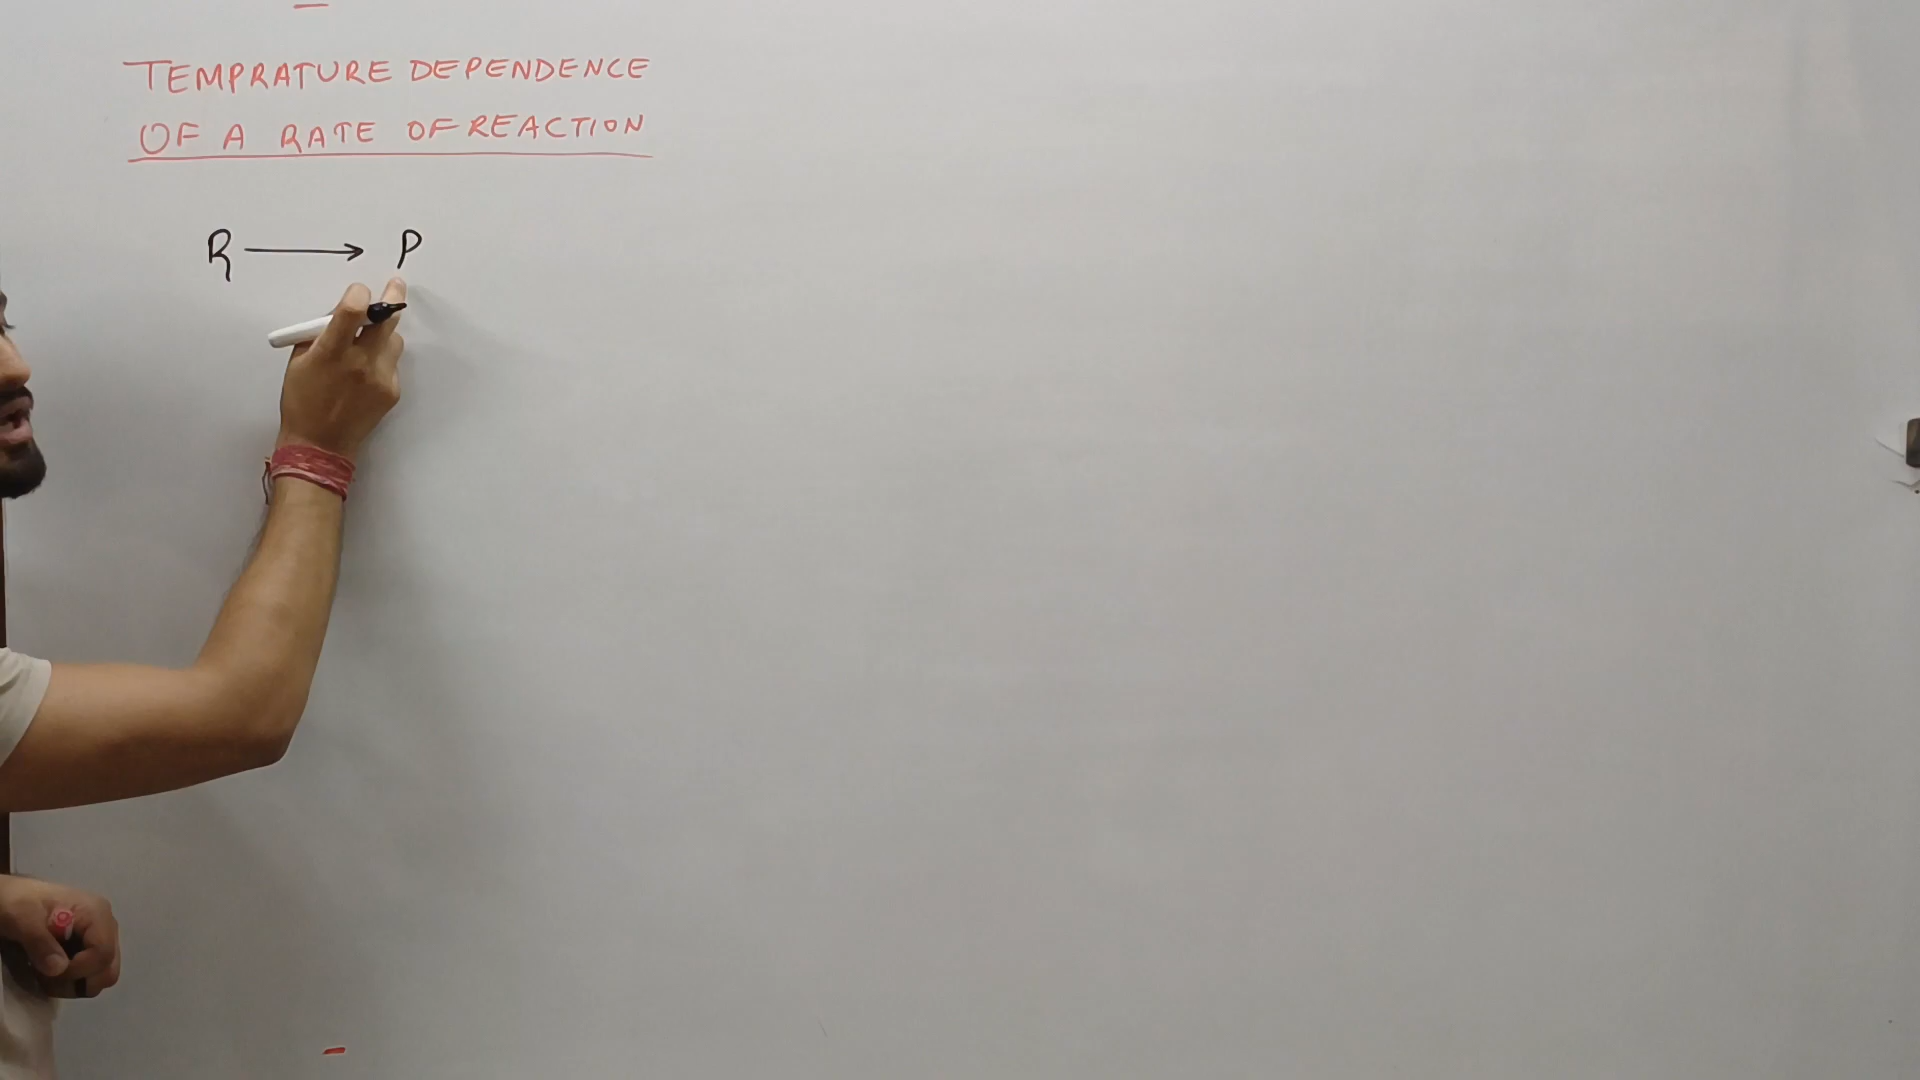 TEMPRATURE DEPENDENCE
OF A RATE OF REACTION
R ⟶ P